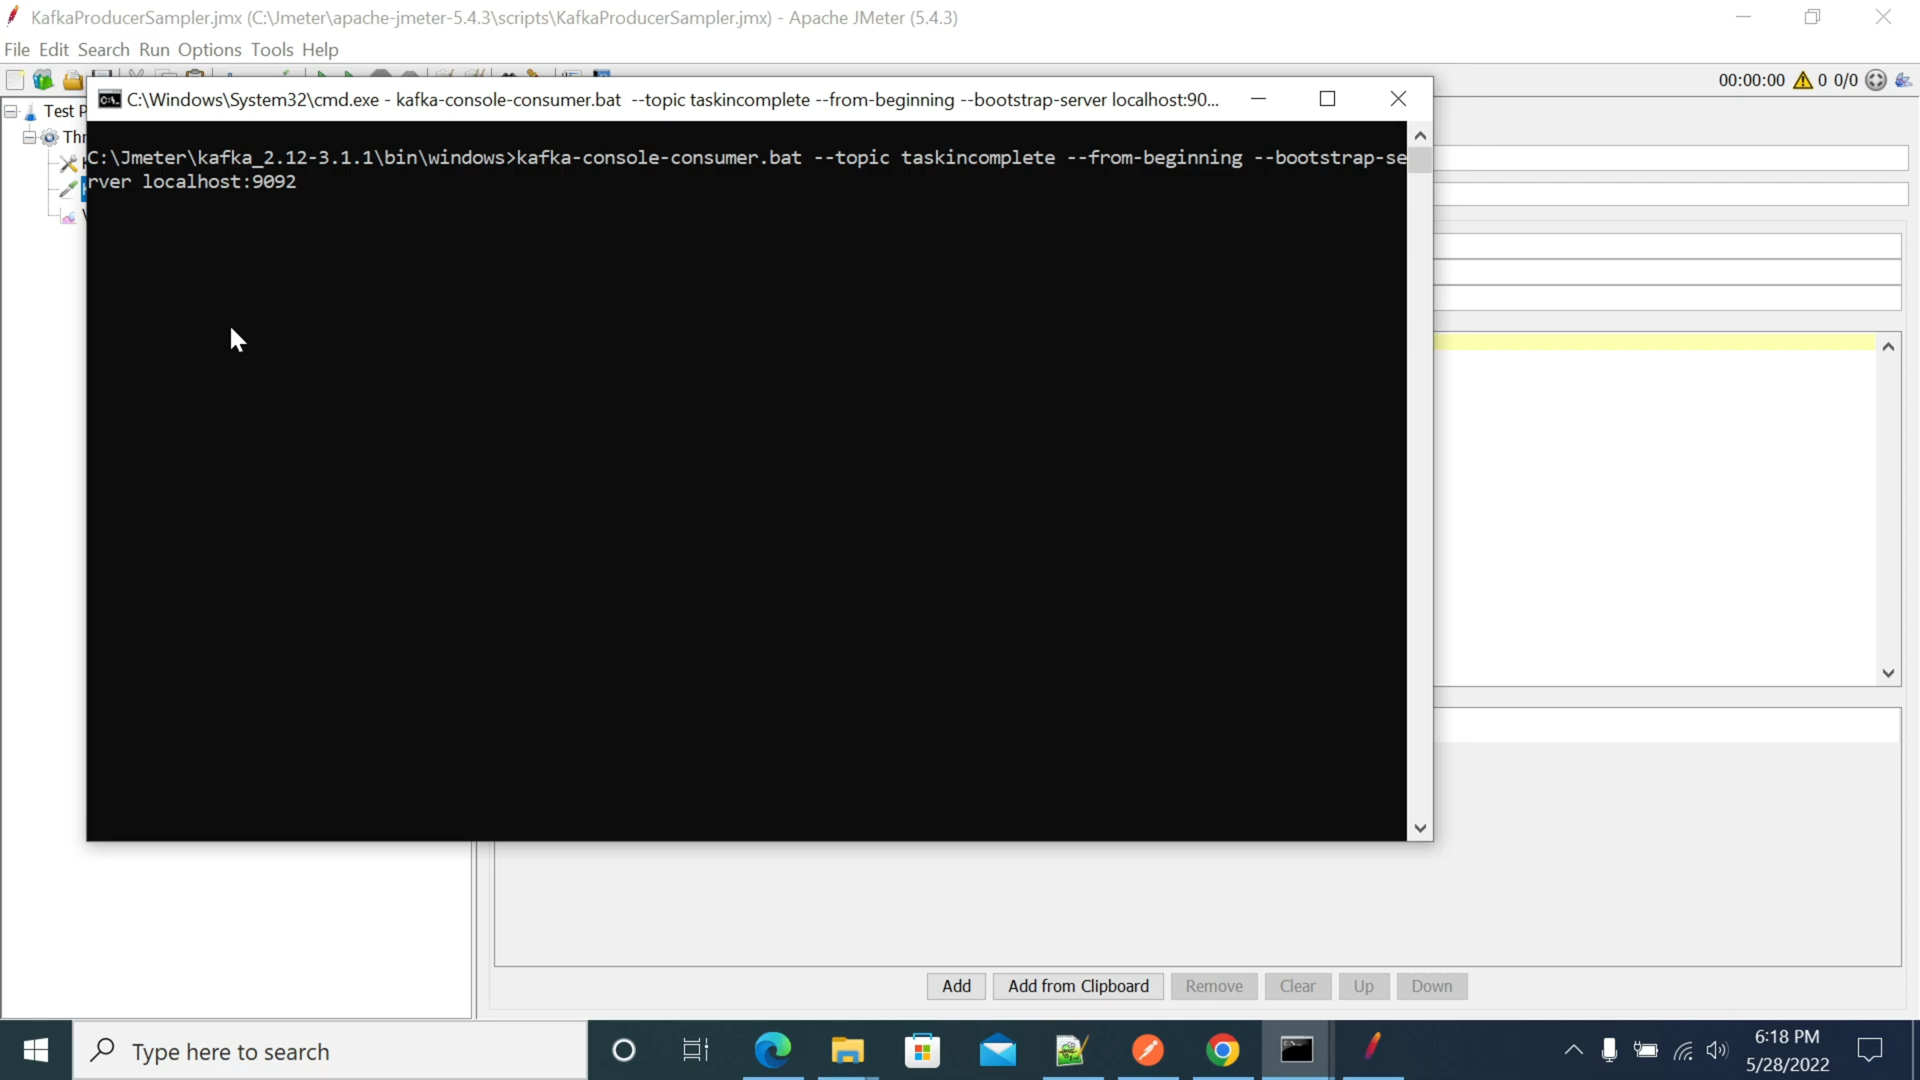 KafkaProducerSampler.jmx (C:\Jmeter\apache-jmeter-5.4.3\scripts\KafkaProducerSampler.jmx) - Apache JMeter (5.4.3)
File Edit Search Run Options Tools Help
00:00:00 0 0/0
C:\Windows\System32\cmd.exe - kafka-console-consumer.bat --topic taskincomplete --from-beginning --bootstrap-server localhost:90...
Test P
Thr
C:\Jmeter\kafka_2.12-3.1.1\bin\windows>kafka-console-consumer.bat --topic taskincomplete --from-beginning --bootstrap-se
rver localhost:9092
Add Add from Clipboard Remove Clear Up Down
Type here to search
6:18 PM
5/28/2022